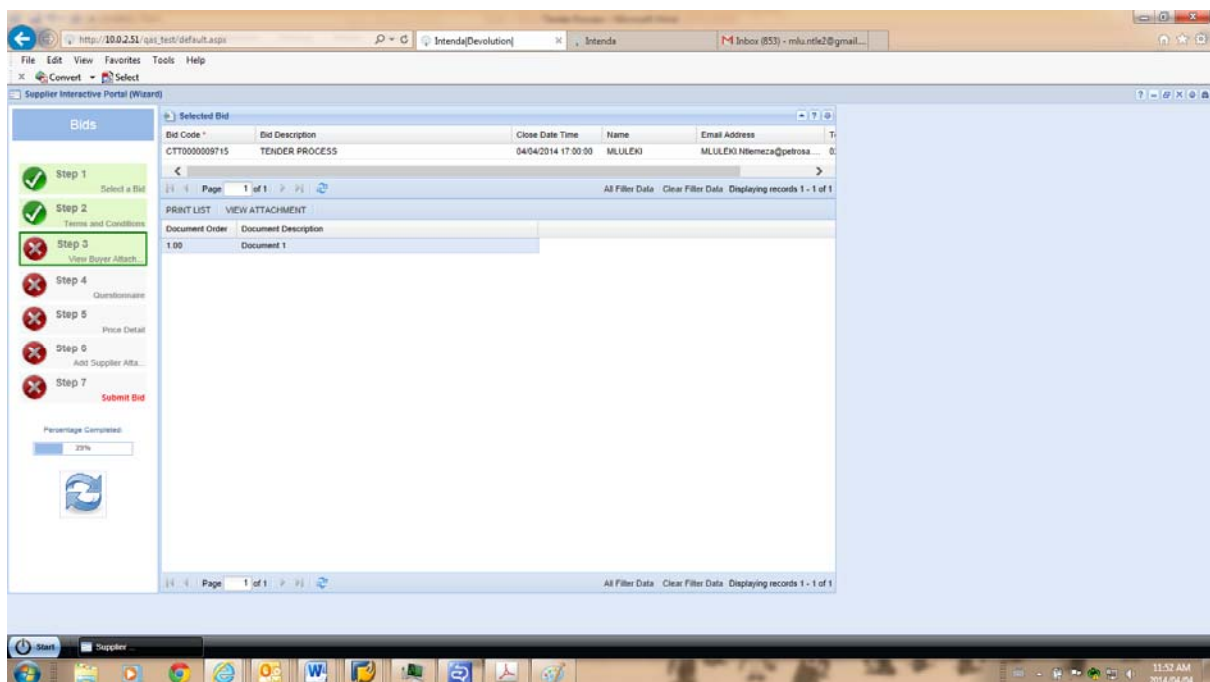 http://10.0.2.51/qas_test/default.aspx
Intenda|Devolution|
Intenda
Inbox (853) - mlu.ntle2@gmail....
File Edit View Favorites Tools Help
Convert Select
Supplier Interactive Portal (Wizard)
Bids
Step 1
Select a Bid
Step 2
Terms and Conditions
Step 3
View Buyer Attach...
Step 4
Questionnaire
Step 5
Price Detail
Step 6
Add Supplier Atta...
Step 7
Submit Bid
Percentage Completed:
29%
Selected Bid
Bid Code * Bid Description Close Date Time Name Email Address
CTT0000009715 TENDER PROCESS 04/04/2014 17:00:00 MLULEKI MLULEKI.Ntlemeza@petrosa....
Page 1 of 1 All Filter Data Clear Filter Data Displaying records 1 - 1 of 1
PRINT LIST VIEW ATTACHMENT
Document Order Document Description
1.00 Document 1
Page 1 of 1 All Filter Data Clear Filter Data Displaying records 1 - 1 of 1
Start Supplier ...
11:52 AM
2014/04/04